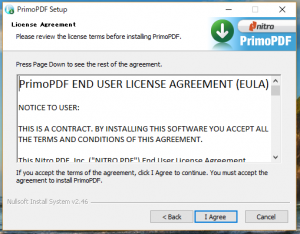 PrimoPDF Setup
License Agreement
Please review the license terms before installing PrimoPDF.
nitro
PrimoPDF
Press Page Down to see the rest of the agreement.
PrimoPDF END USER LICENSE AGREEMENT (EULA)
NOTICE TO USER:
THIS IS A CONTRACT. BY INSTALLING THIS SOFTWARE YOU ACCEPT ALL
THE TERMS AND CONDITIONS OF THIS AGREEMENT.
This Nitro PDF, Inc. ("NITRO PDF") End User License Agreement
If you accept the terms of the agreement, click I Agree to continue. You must accept the
agreement to install PrimoPDF.
Nullsoft Install System v2.46
< Back
I Agree
Cancel